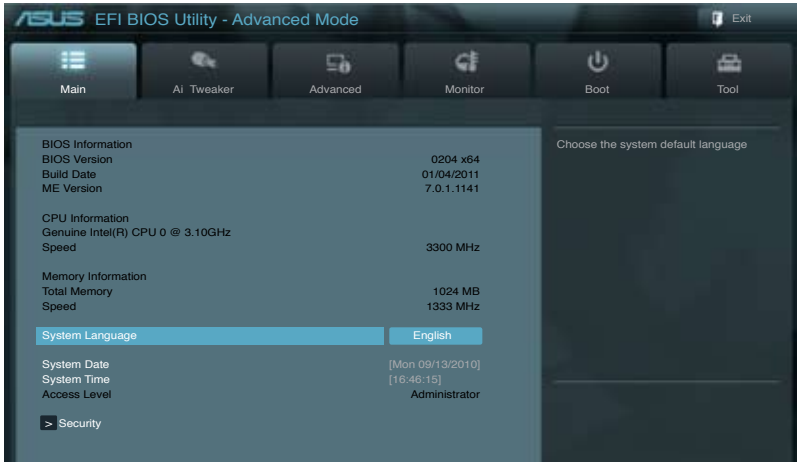 ASUS EFI BIOS Utility - Advanced Mode
Exit
Main
Ai Tweaker
Advanced
Monitor
Boot
Tool
BIOS Information
BIOS Version 0204 x64
Build Date 01/04/2011
ME Version 7.0.1.1141
CPU Information
Genuine Intel(R) CPU 0 @ 3.10GHz
Speed 3300 MHz
Memory Information
Total Memory 1024 MB
Speed 1333 MHz
System Language English
System Date [Mon 09/13/2010]
System Time [16:46:15]
Access Level Administrator
> Security
Choose the system default language